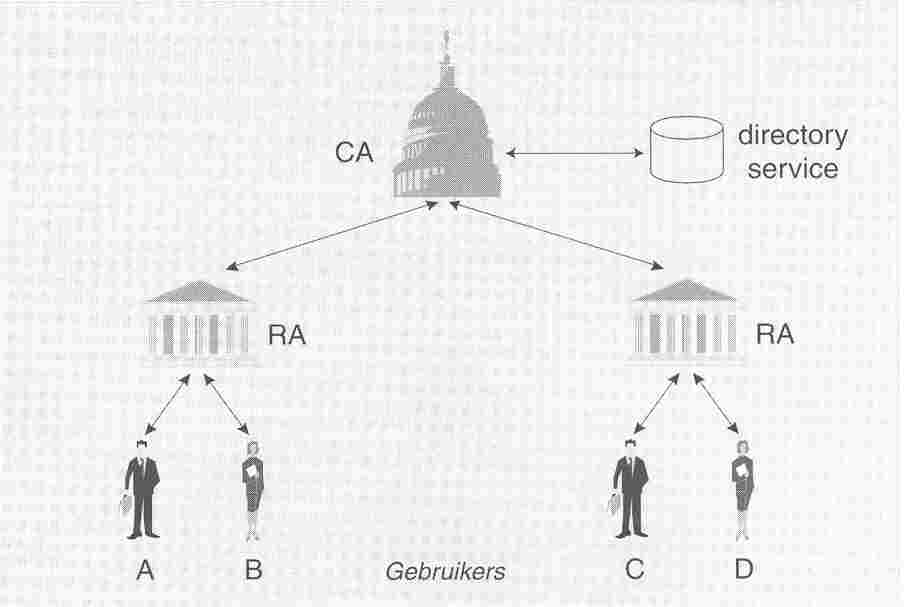 CA
directory
service
RA
RA
A
B
Gebruikers
C
D